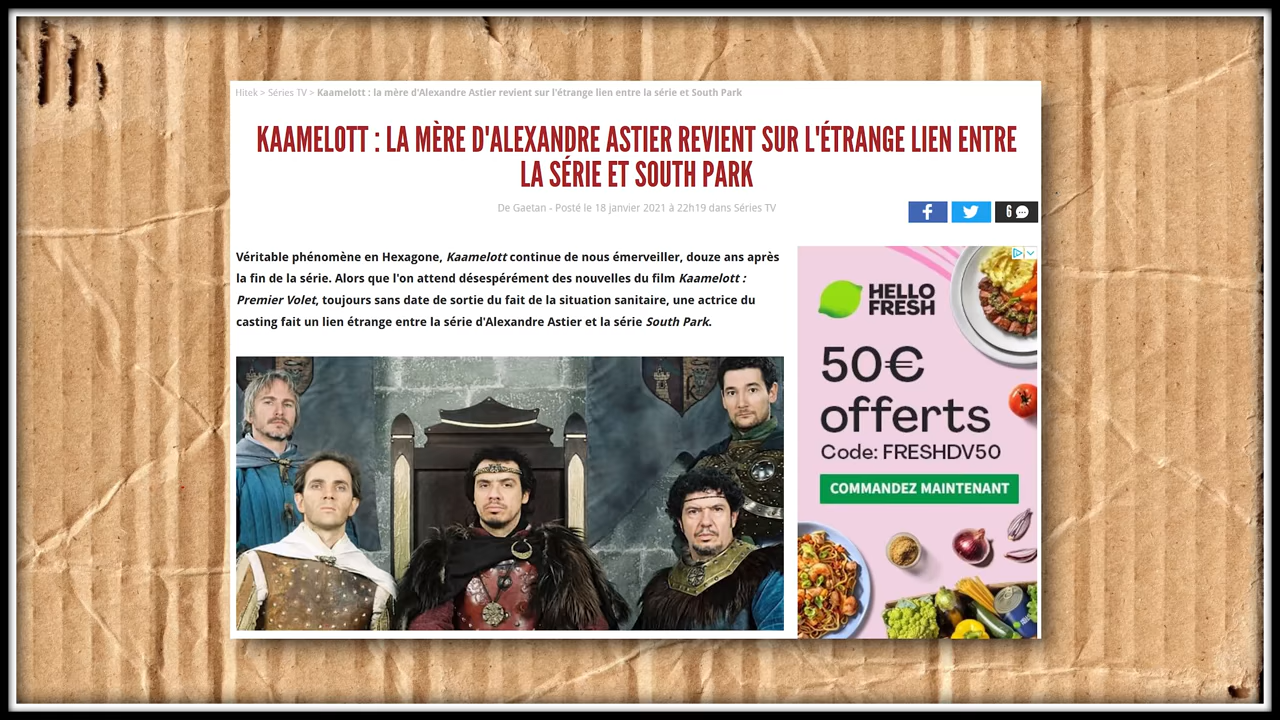 Hitek > Séries TV > Kaamelott : la mère d'Alexandre Astier revient sur l'étrange lien entre la série et South Park
KAAMELOTT : LA MÈRE D'ALEXANDRE ASTIER REVIENT SUR L'ÉTRANGE LIEN ENTRE
LA SÉRIE ET SOUTH PARK
De Gaetan - Posté le 18 janvier 2021 à 22h19 dans Séries TV
6
Véritable phénomène en Hexagone, Kaamelott continue de nous émerveiller, douze ans après
la fin de la série. Alors que l'on attend désespérément des nouvelles du film Kaamelott :
Premier Volet, toujours sans date de sortie du fait de la situation sanitaire, une actrice du
casting fait un lien étrange entre la série d'Alexandre Astier et la série South Park.
HELLO
FRESH
50€
offerts
Code: FRESHDV50
COMMANDEZ MAINTENANT